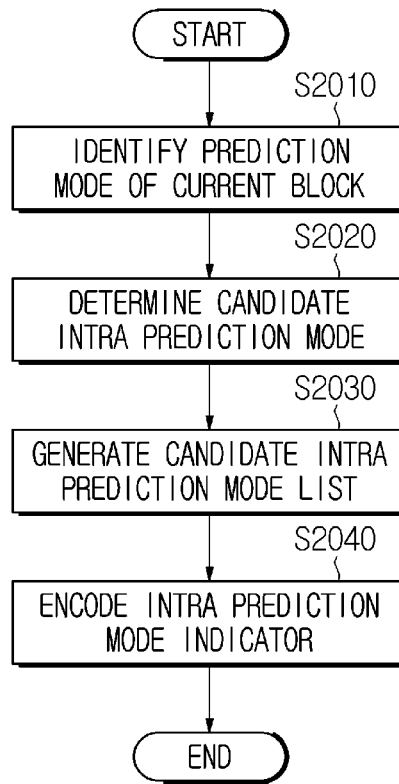 START
S2010
IDENTIFY PREDICTION
MODE OF CURRENT BLOCK
S2020
DETERMINE CANDIDATE
INTRA PREDICTION MODE
S2030
GENERATE CANDIDATE INTRA
PREDICTION MODE LIST
S2040
ENCODE INTRA PREDICTION
MODE INDICATOR
END